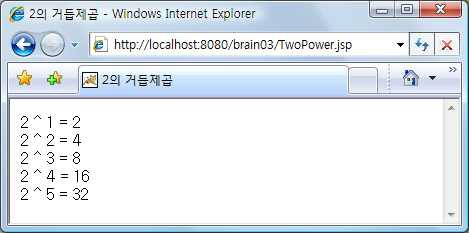 2의 거듭제곱 - Windows Internet Explorer
http://localhost:8080/brain03/TwoPower.jsp
2의 거듭제곱
2 ^ 1 = 2
2 ^ 2 = 4
2 ^ 3 = 8
2 ^ 4 = 16
2 ^ 5 = 32